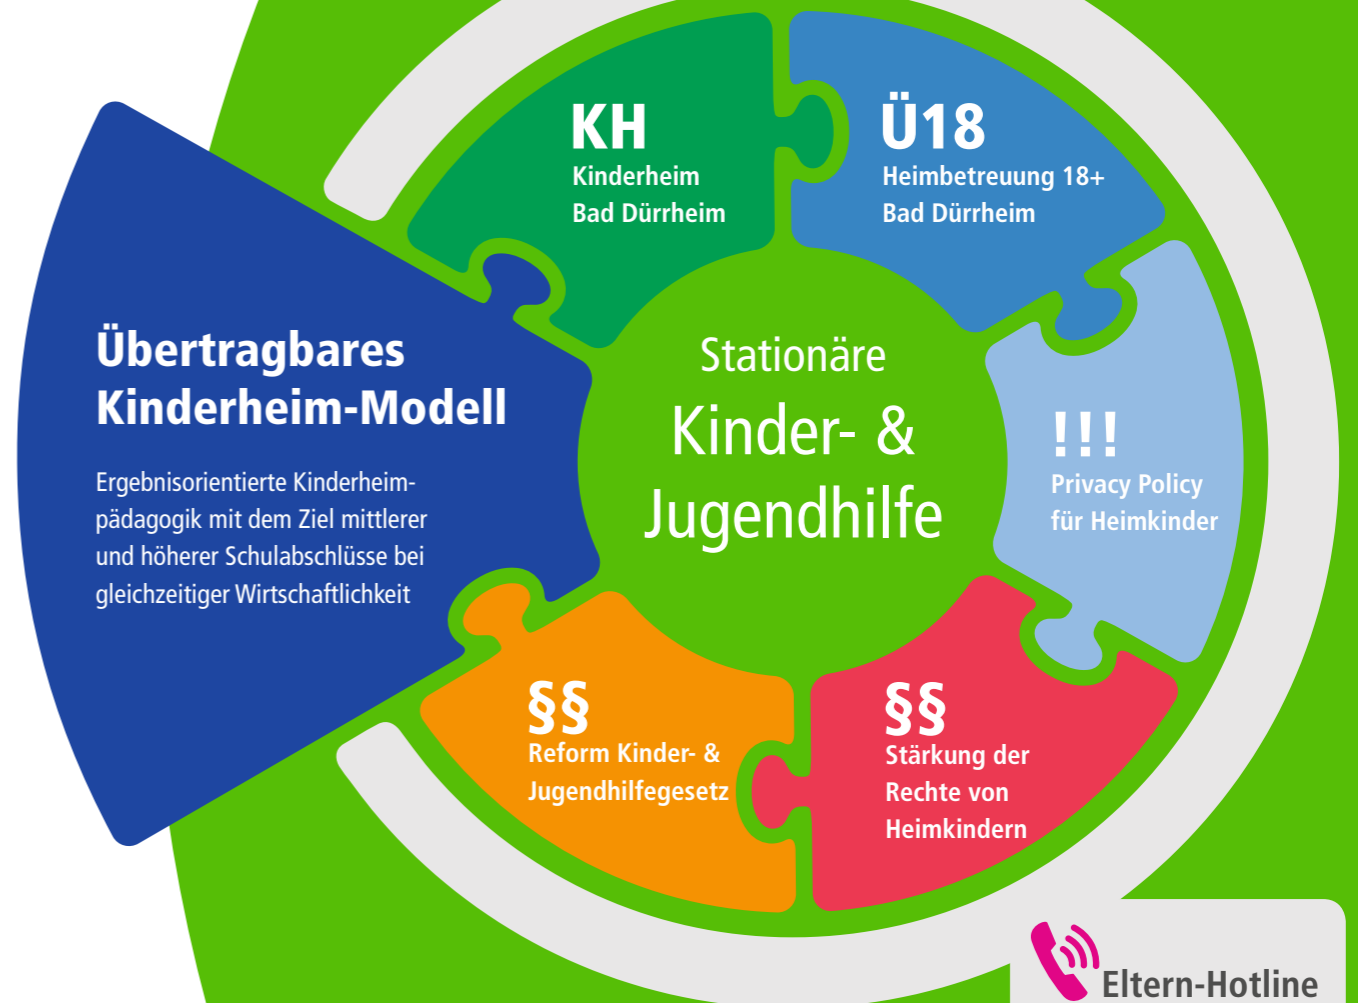 KH
Kinderheim
Bad Dürrheim
Ü18
Heimbetreuung 18+
Bad Dürrheim
Übertragbares
Kinderheim-Modell
Ergebnisorientierte Kinderheim-
pädagogik mit dem Ziel mittlerer
und höherer Schulabschlüsse bei
gleichzeitiger Wirtschaftlichkeit
Stationäre
Kinder- &
Jugendhilfe
!!!
Privacy Policy
für Heimkinder
§§
Reform Kinder- &
Jugendhilfegesetz
§§
Stärkung der
Rechte von
Heimkindern
Eltern-Hotline